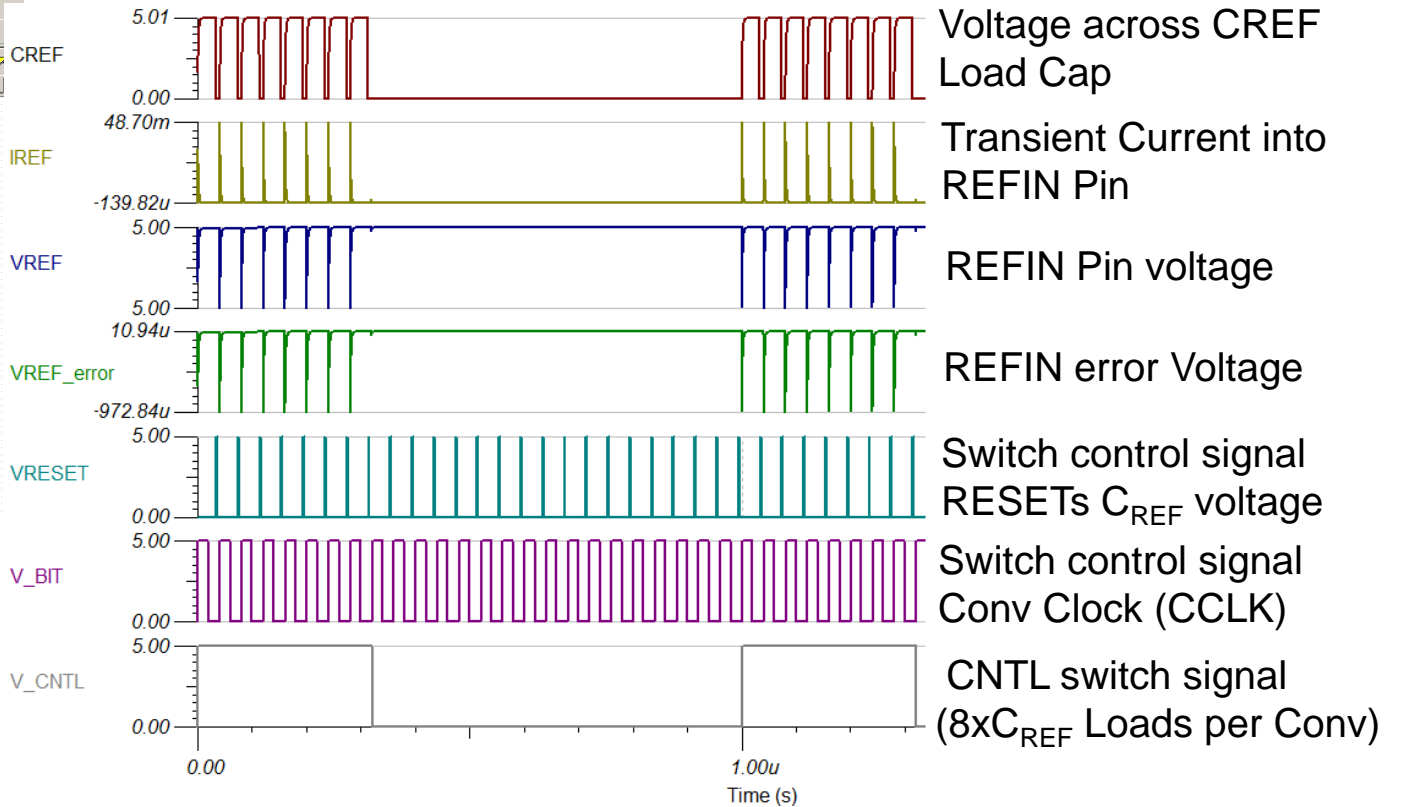 5.01
CREF
0.00
Voltage across CREF
Load Cap
48.70m
IREF
-139.82u
Transient Current into
REFIN Pin
5.00
VREF
5.00
REFIN Pin voltage
10.94u
VREF_error
-972.84u
REFIN error Voltage
5.00
VRESET
0.00
Switch control signal
RESETs CREF voltage
5.00
V_BIT
0.00
Switch control signal
Conv Clock (CCLK)
5.00
V_CNTL
0.00
CNTL switch signal
(8xCREF Loads per Conv)
0.00
1.00u
Time (s)